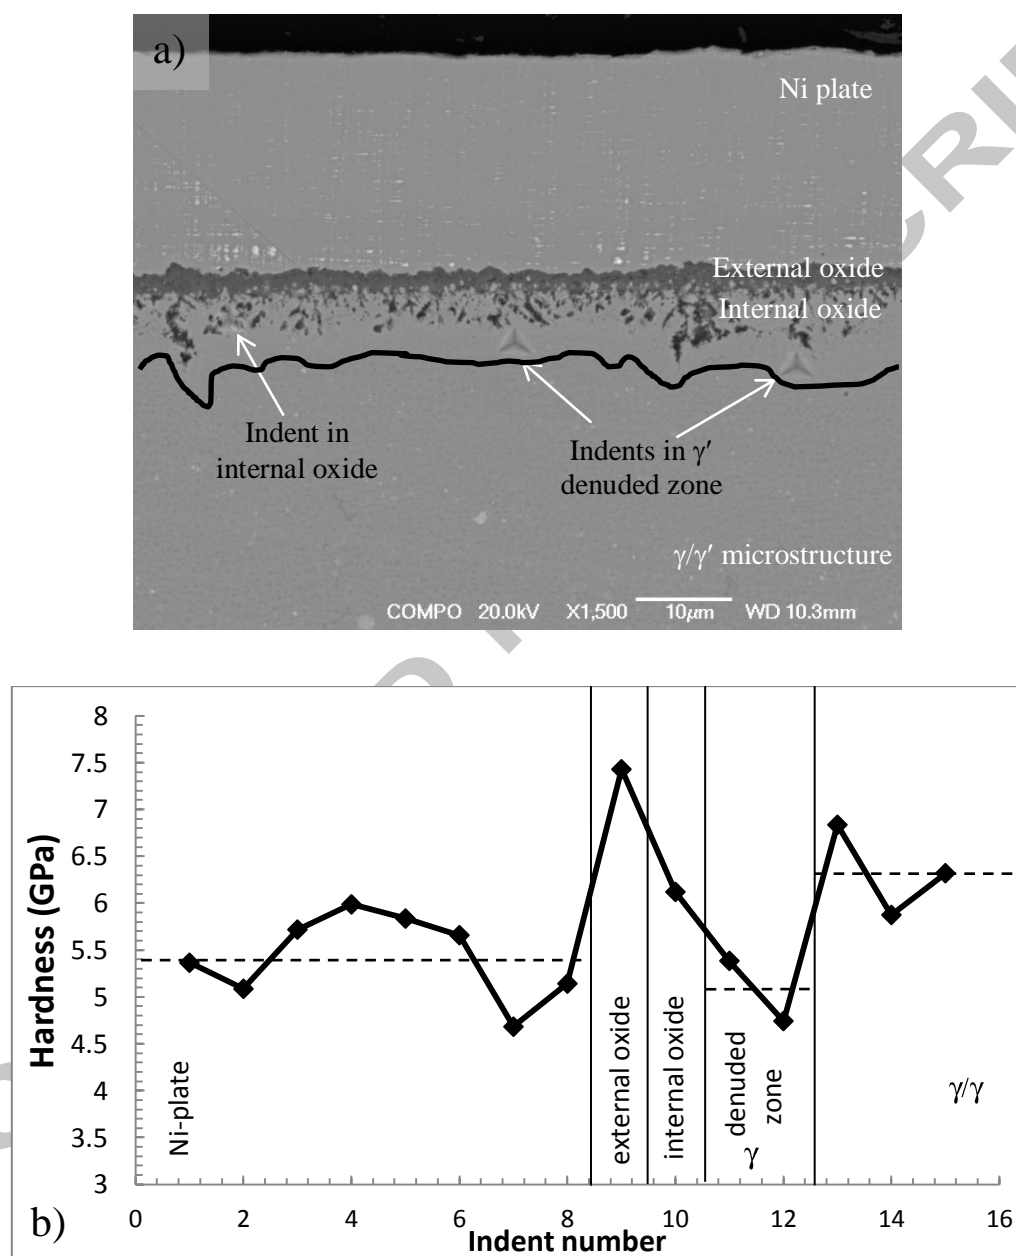 a)
Ni plate
External oxide
Internal oxide
Indent in
internal oxide
Indents in γ′
denuded zone
γ/γ′ microstructure
COMPO 20.0kV X1,500 10μm WD 10.3mm
8
7.5
7
6.5
6
5.5
5
4.5
4
3.5
3
Hardness (GPa)
Ni-plate
external oxide
internal oxide
denuded
zone
γ
γ/γ
0 2 4 6 8 10 12 14 16
Indent number
b)